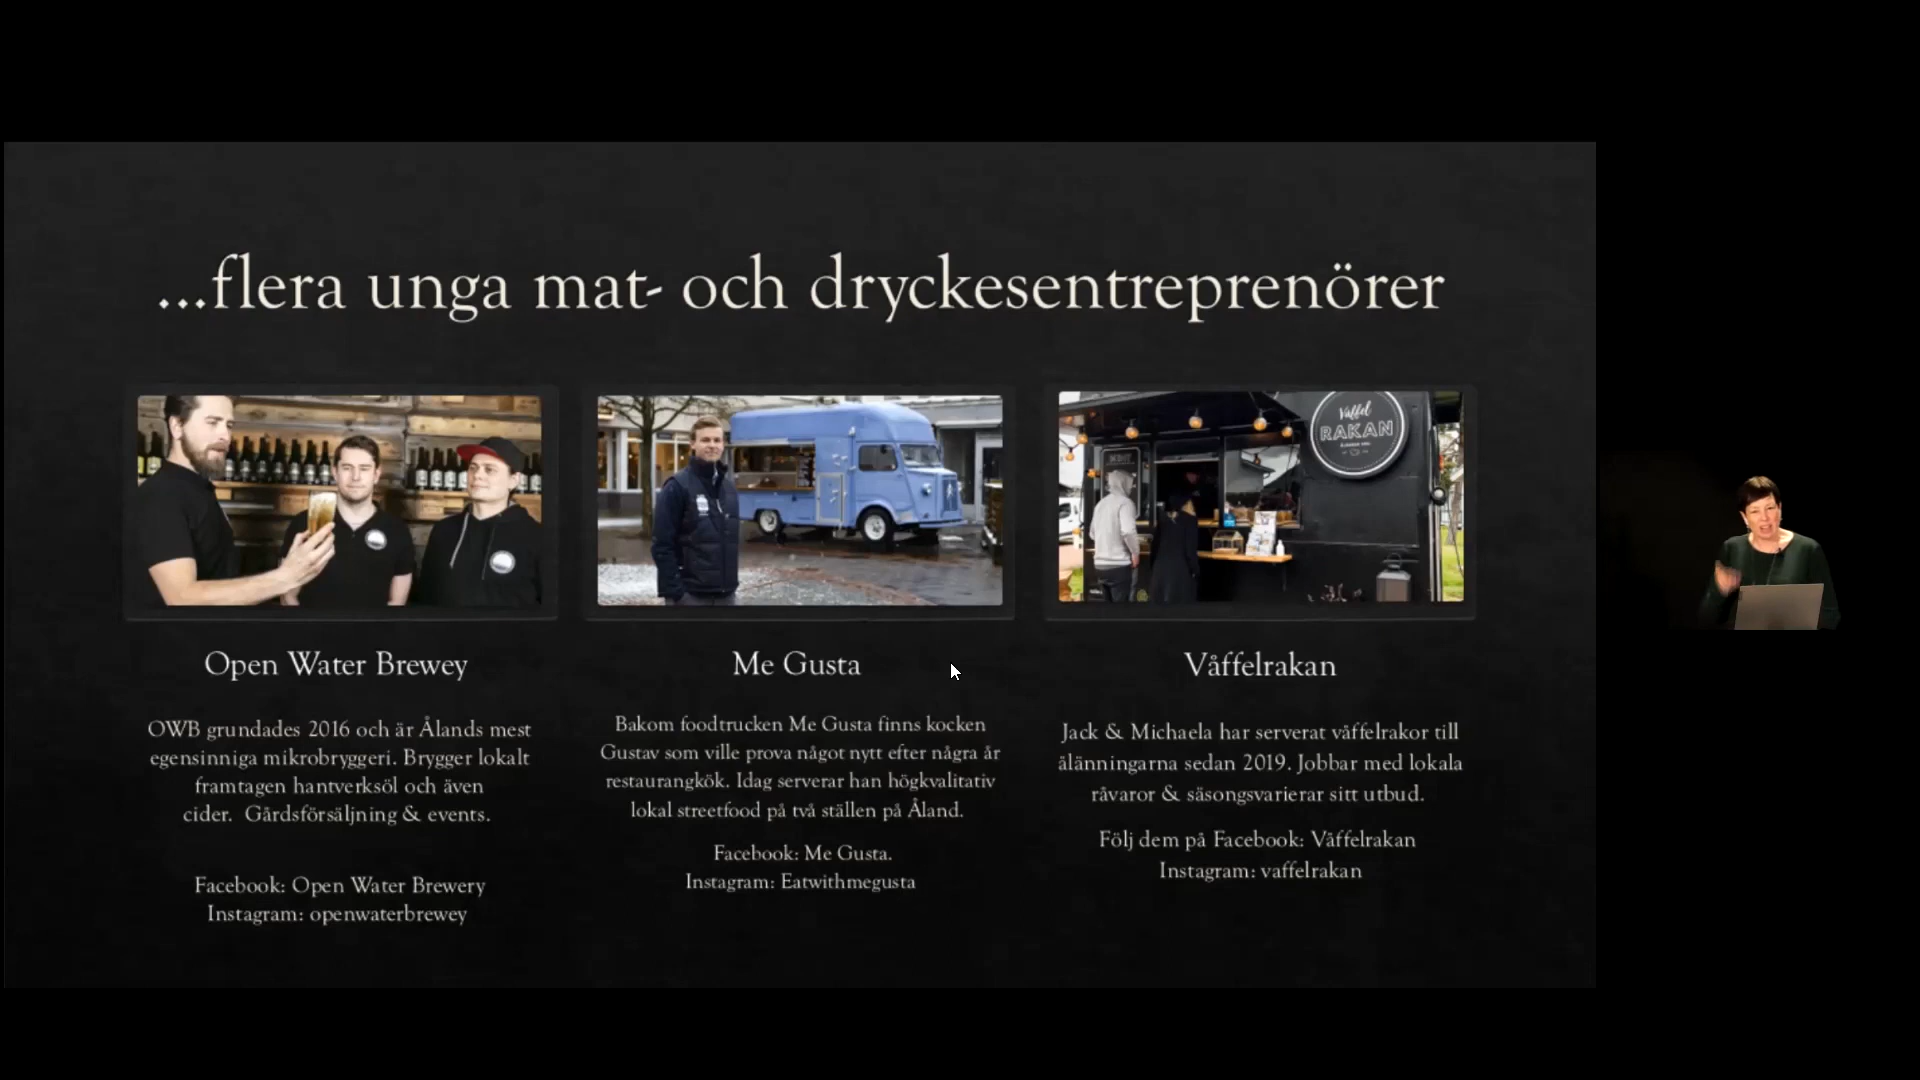 ...flera unga mat- och dryckesentreprenörer
Våffel
RAKAN
Open Water Brewey
OWB grundades 2016 och är Ålands mest
egensinniga mikrobryggeri. Brygger lokalt
framtagen hantverksöl och även
cider.  Gårdsförsäljning & events.
Facebook: Open Water Brewery
Instagram: openwaterbrewey
Me Gusta
Bakom foodtrucken Me Gusta finns kocken
Gustav som ville prova något nytt efter några år
restaurangkök. Idag serverar han högkvalitativ
lokal streetfood på två ställen på Åland.
Facebook: Me Gusta.
Instagram: Eatwithmegusta
Våffelrakan
Jack & Michaela har serverat våffelrakor till
ålänningarna sedan 2019. Jobbar med lokala
råvaror & säsongsvarierar sitt utbud.
Följ dem på Facebook: Våffelrakan
Instagram: vaffelrakan